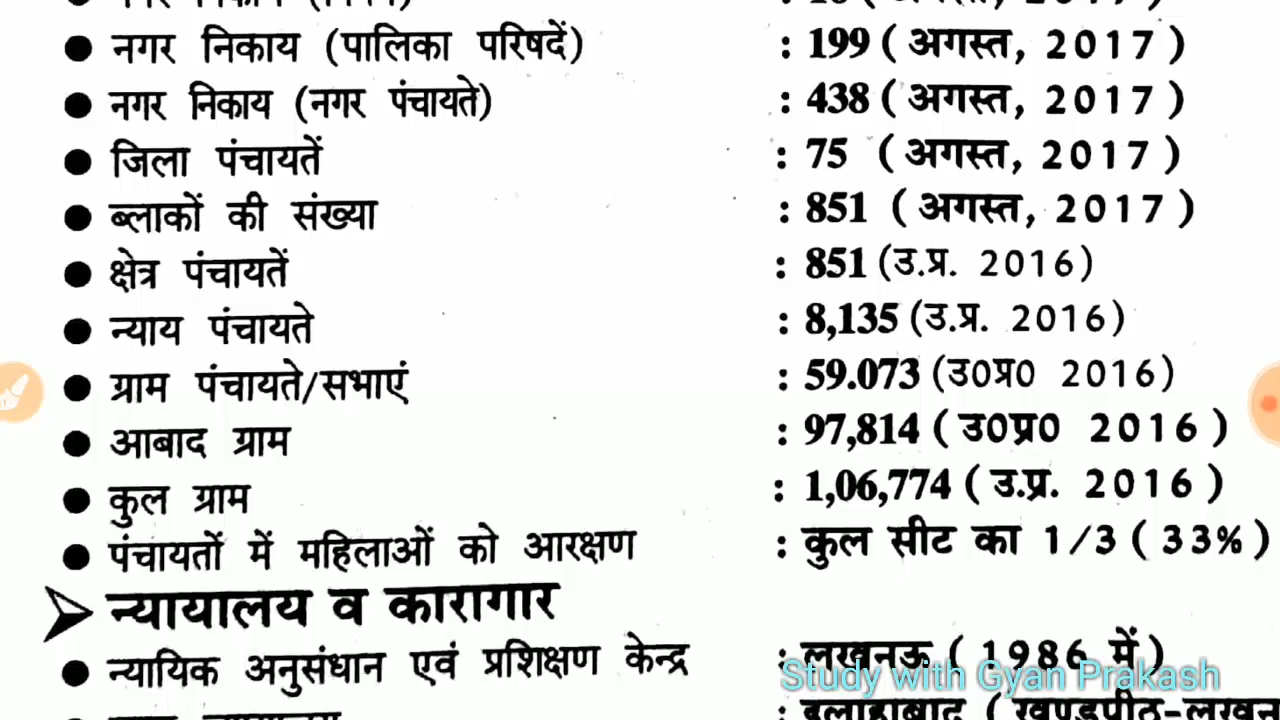 ● नगर निकाय (पालिका परिषदें) : 199 ( अगस्त, 2017 )
● नगर निकाय (नगर पंचायते) : 438 ( अगस्त, 2017 )
● जिला पंचायतें : 75 ( अगस्त, 2017 )
● ब्लाकों की संख्या : 851 ( अगस्त, 2017 )
● क्षेत्र पंचायतें : 851 (उ.प्र. 2016)
● न्याय पंचायते : 8,135 (उ.प्र. 2016)
● ग्राम पंचायते/सभाएं : 59.073 (उ0प्र0 2016)
● आबाद ग्राम : 97,814 ( उ0प्र0 2016 )
● कुल ग्राम : 1,06,774 ( उ.प्र. 2016 )
● पंचायतों में महिलाओं को आरक्षण : कुल सीट का 1/3 ( 33%)
न्यायालय व कारागार
● न्यायिक अनुसंधान एवं प्रशिक्षण केन्द्र : लखनऊ ( 1986 में )
Study with Gyan Prakash